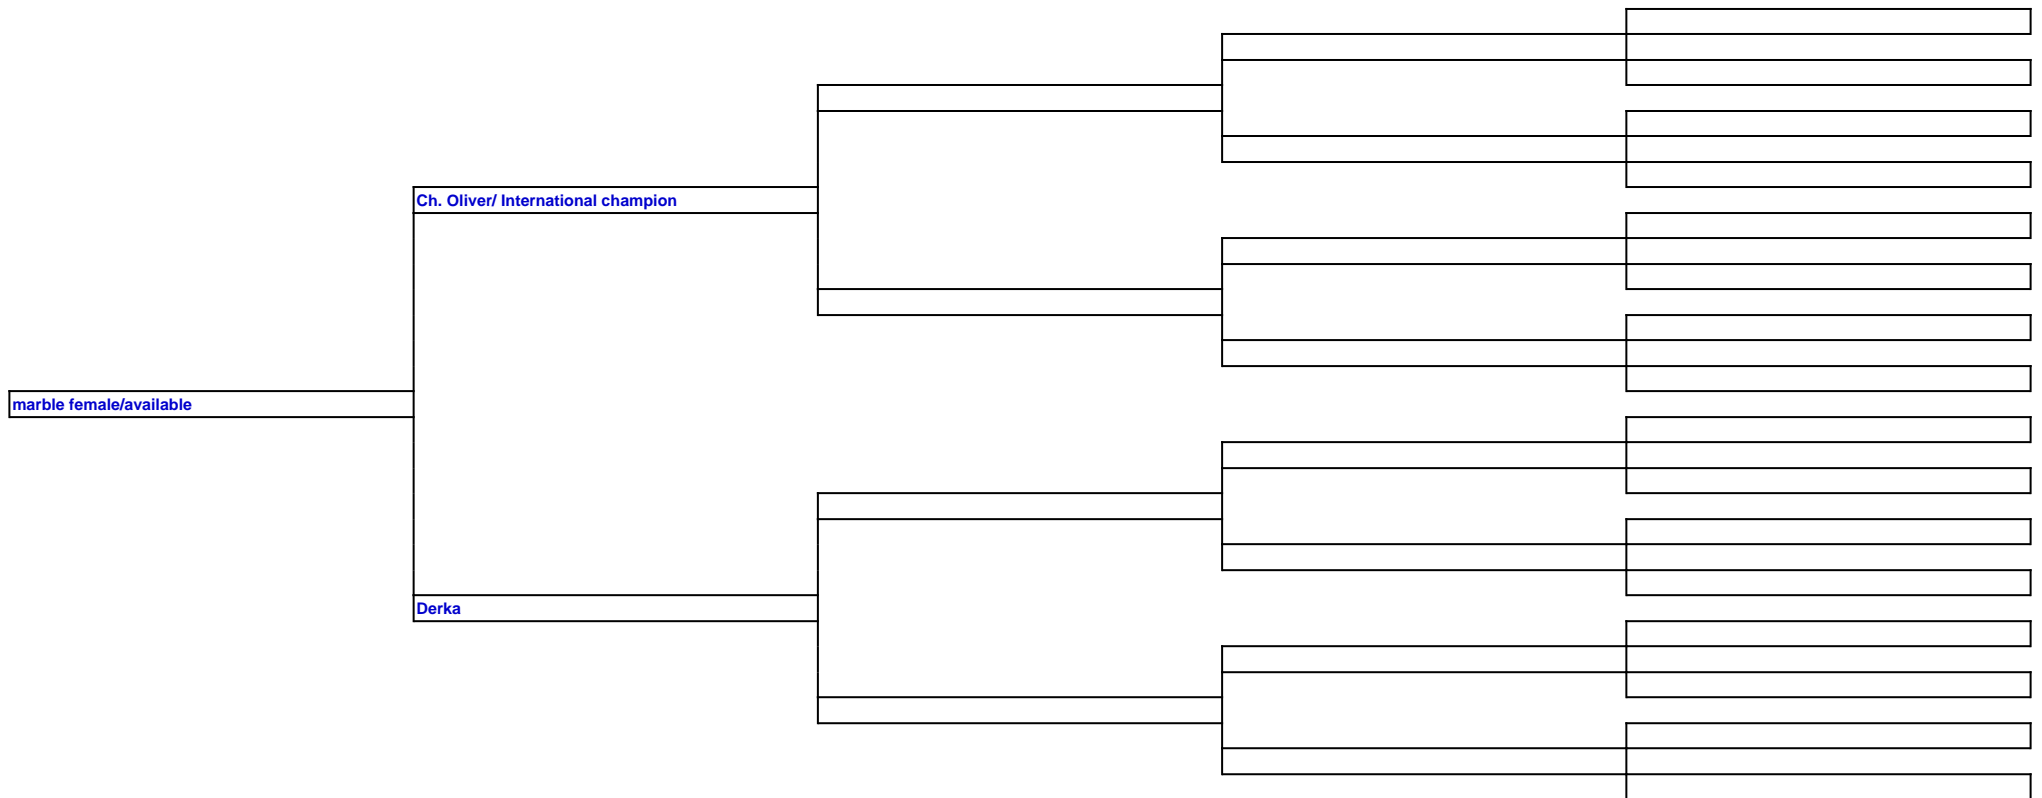 Ch. Oliver/ International champion
marble female/available
Derka